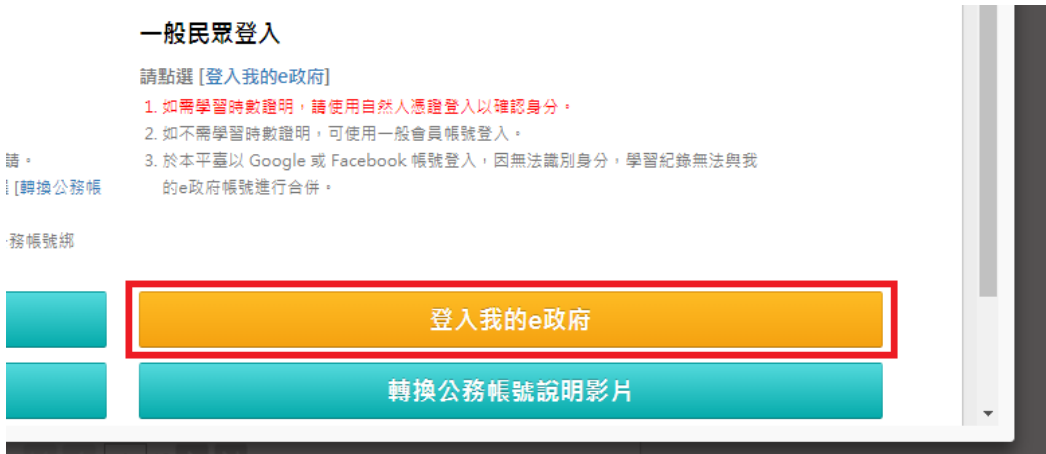 一般民眾登入
請點選 [登入我的e政府]
1. 如需學習時數證明，請使用自然人憑證登入以確認身分。
2. 如不需學習時數證明，可使用一般會員帳號登入。
3. 於本平臺以 Google 或 Facebook 帳號登入，因無法識別身分，學習紀錄無法與我
的e政府帳號進行合併。
請。
[轉換公務帳
務帳號綁
登入我的e政府
轉換公務帳號說明影片